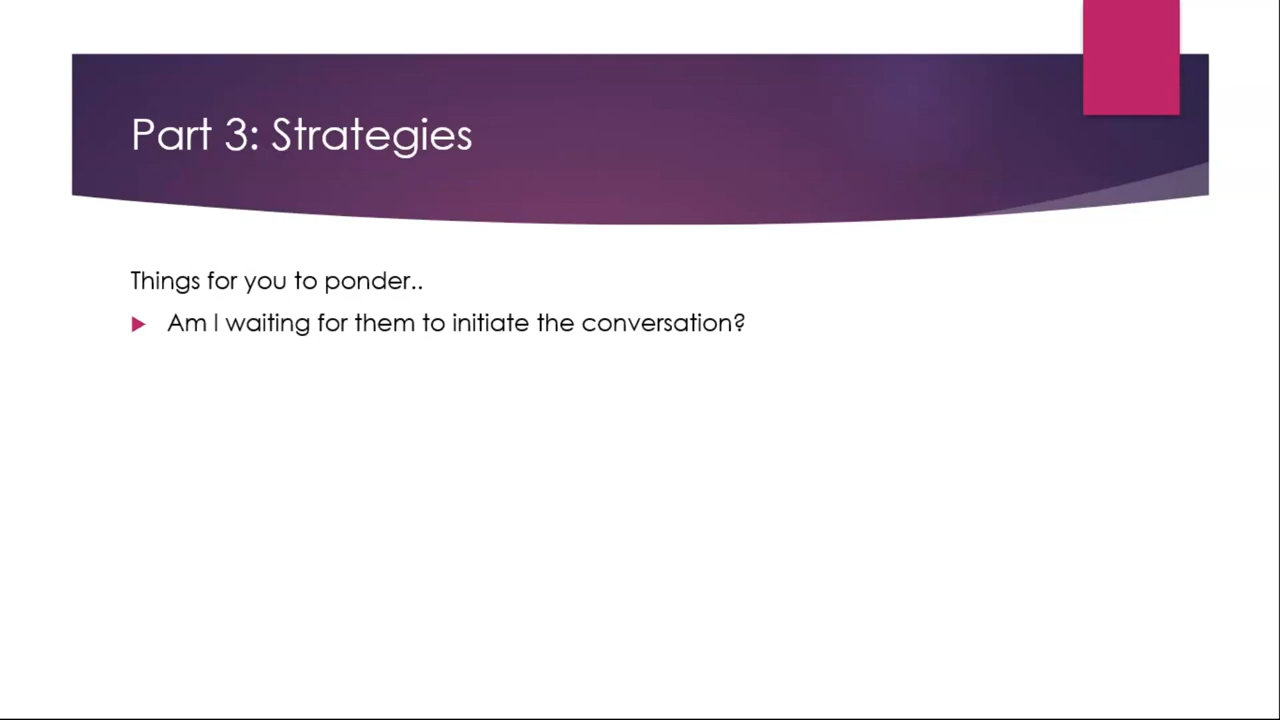 Part 3: Strategies
Things for you to ponder..
Am I waiting for them to initiate the conversation?